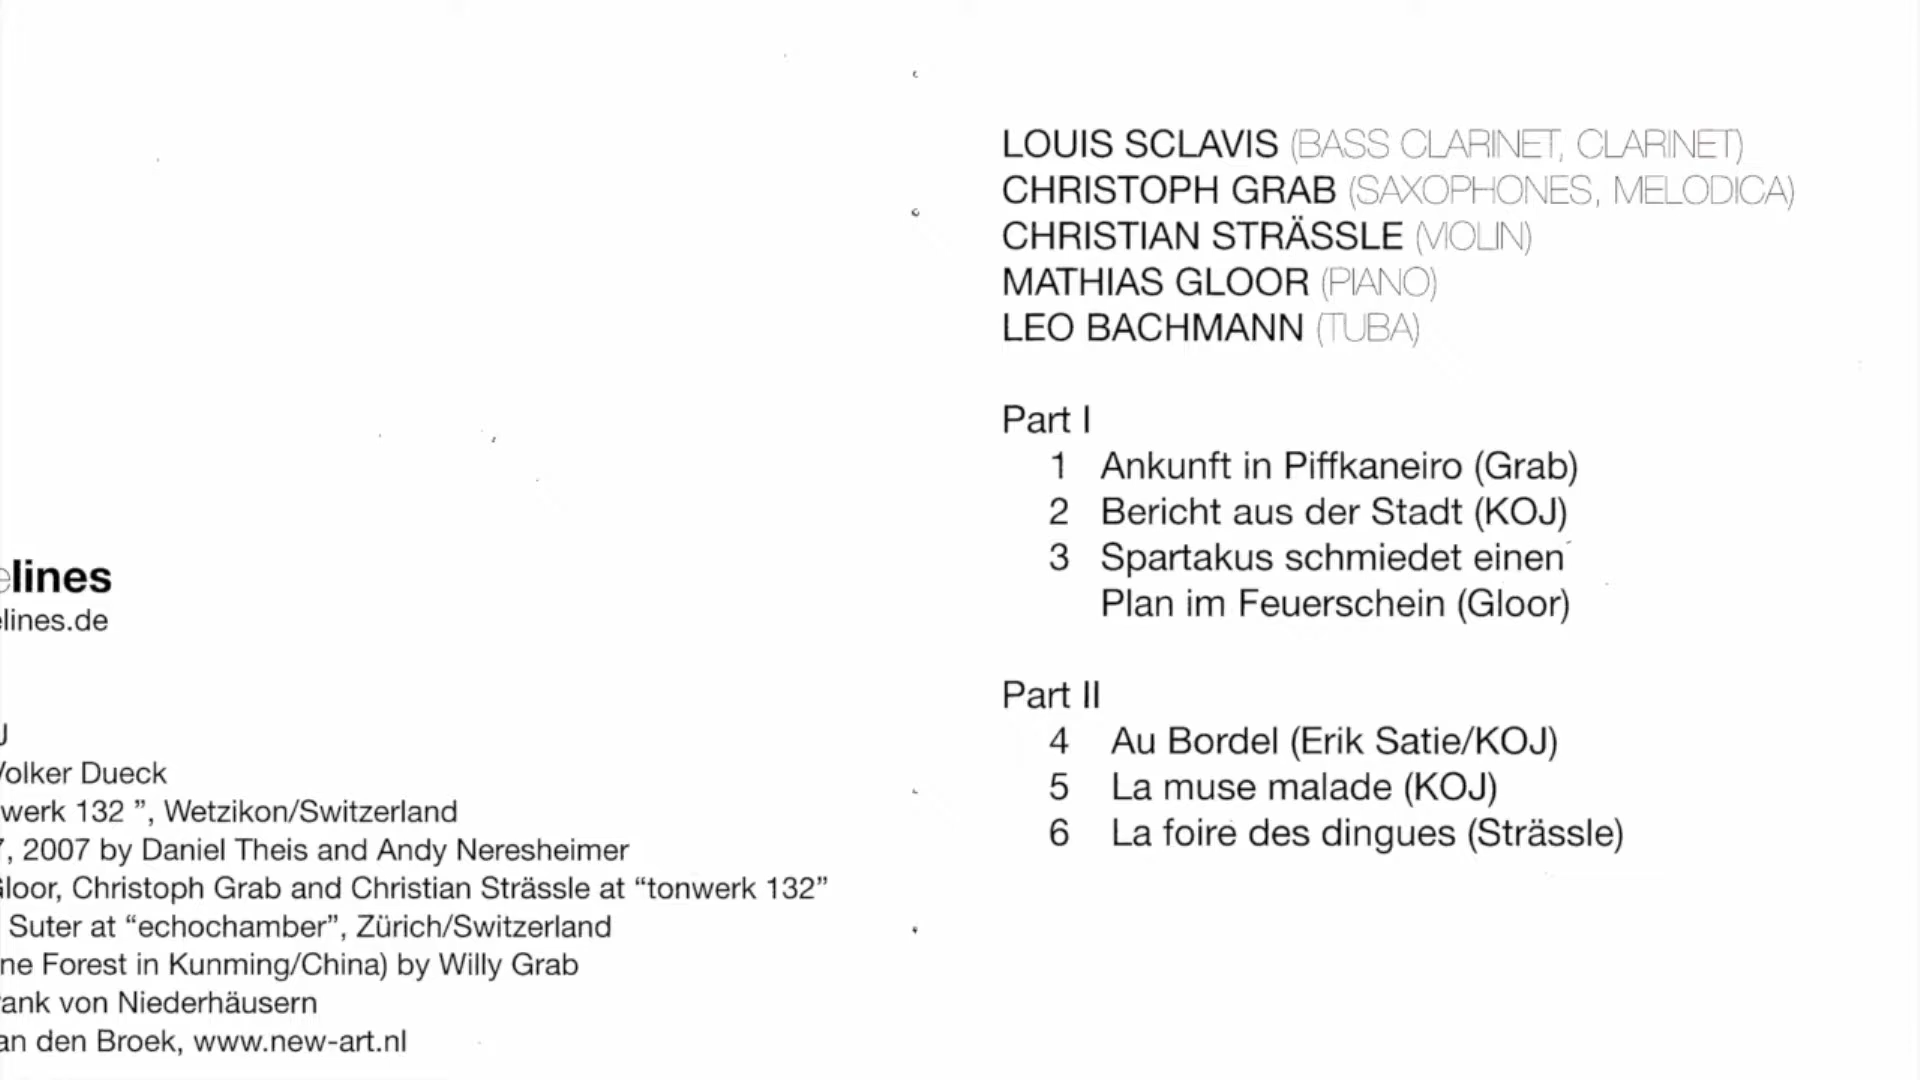 lines
lines.de
Volker Dueck
werk 132 ”, Wetzikon/Switzerland
7, 2007 by Daniel Theis and Andy Neresheimer
Gloor, Christoph Grab and Christian Strässle at “tonwerk 132”
Suter at “echochamber”, Zürich/Switzerland
ne Forest in Kunming/China) by Willy Grab
ank von Niederhäusern
an den Broek, www.new-art.nl
LOUIS SCLAVIS (BASS CLARINET, CLARINET)
CHRISTOPH GRAB (SAXOPHONES, MELODICA)
CHRISTIAN STRÄSSLE (VIOLIN)
MATHIAS GLOOR (PIANO)
LEO BACHMANN (TUBA)
Part I
1 Ankunft in Piffkaneiro (Grab)
2 Bericht aus der Stadt (KOJ)
3 Spartakus schmiedet einen
Plan im Feuerschein (Gloor)
Part II
4 Au Bordel (Erik Satie/KOJ)
5 La muse malade (KOJ)
6 La foire des dingues (Strässle)